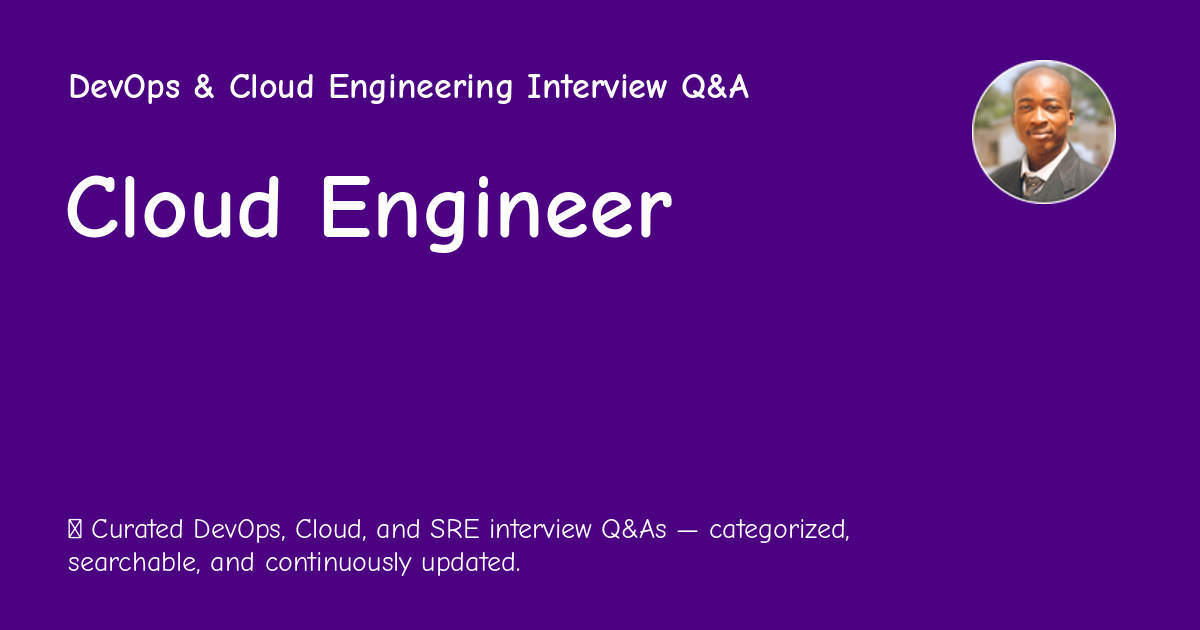 DevOps & Cloud Engineering Interview Q&A
Cloud Engineer
Curated DevOps, Cloud, and SRE interview Q&As — categorized,
searchable, and continuously updated.